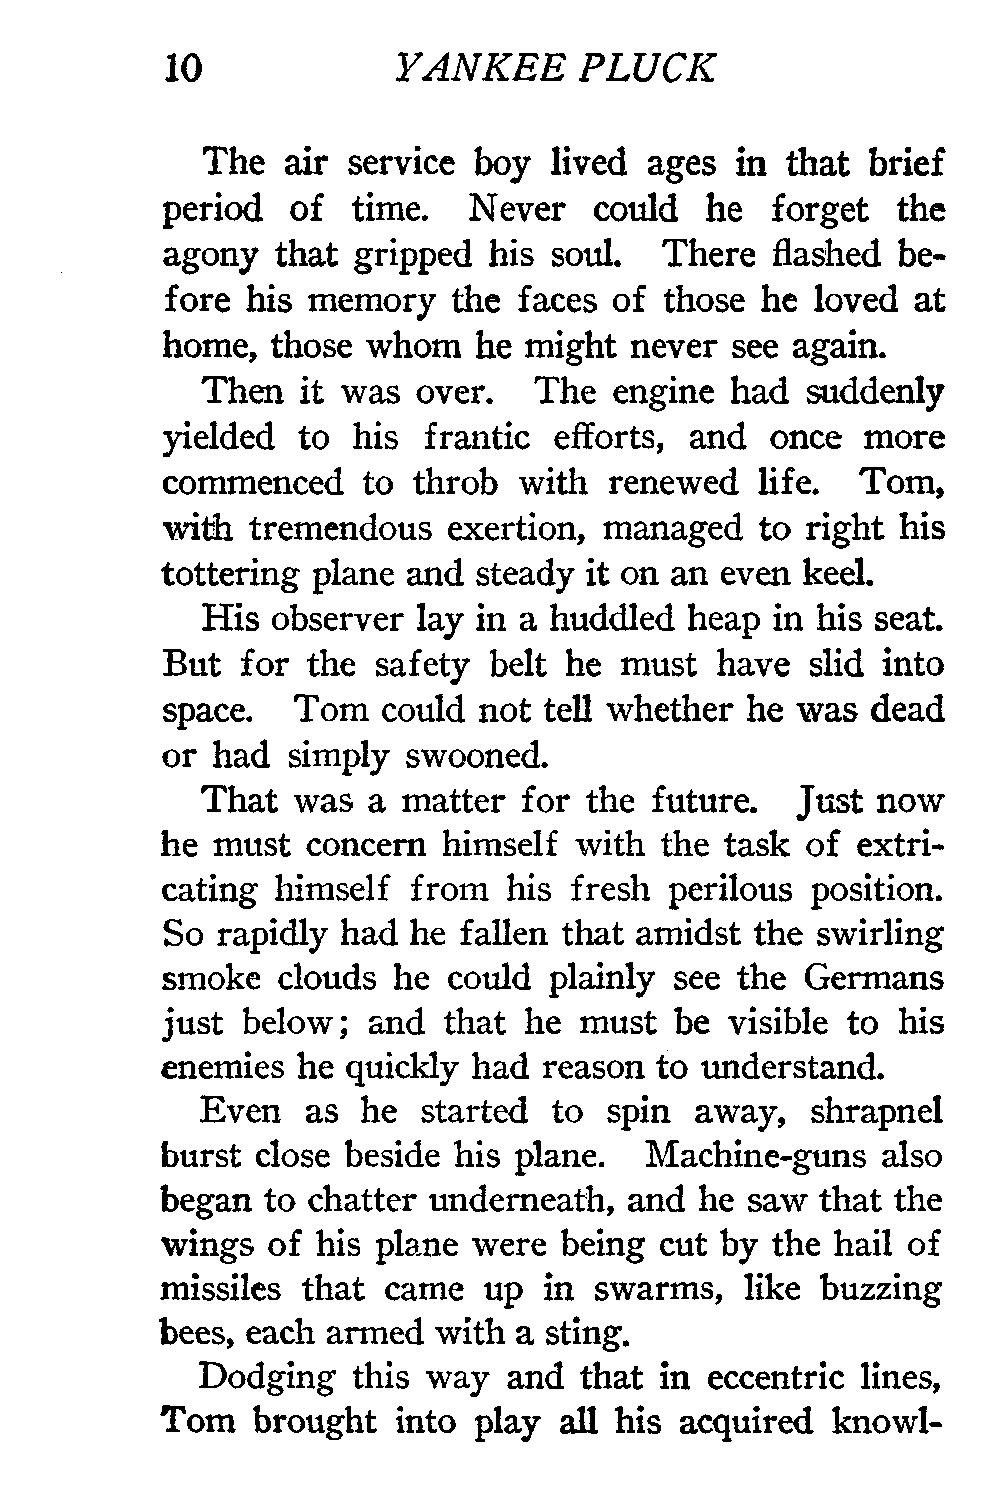 10 YANKEE PLUCK
The air service boy lived ages in that brief
period of time. Never could he forget the
agony that gripped his soul. There flashed be-
fore his memory the faces of those he loved at
home, those whom he might never see again.
Then it was over. The engine had suddenly
yielded to his frantic efforts, and once more
commenced to throb with renewed life. Tom,
with tremendous exertion, managed to right his
tottering plane and steady it on an even keel.
His observer lay in a huddled heap in his seat.
But for the safety belt he must have slid into
space. Tom could not tell whether he was dead
or had simply swooned.
That was a matter for the future. Just now
he must concern himself with the task of extri-
cating himself from his fresh perilous position.
So rapidly had he fallen that amidst the swirling
smoke clouds he could plainly see the Germans
just below; and that he must be visible to his
enemies he quickly had reason to understand.
Even as he started to spin away, shrapnel
burst close beside his plane. Machine-guns also
began to chatter underneath, and he saw that the
wings of his plane were being cut by the hail of
missiles that came up in swarms, like buzzing
bees, each armed with a sting.
Dodging this way and that in eccentric lines,
Tom brought into play all his acquired knowl-